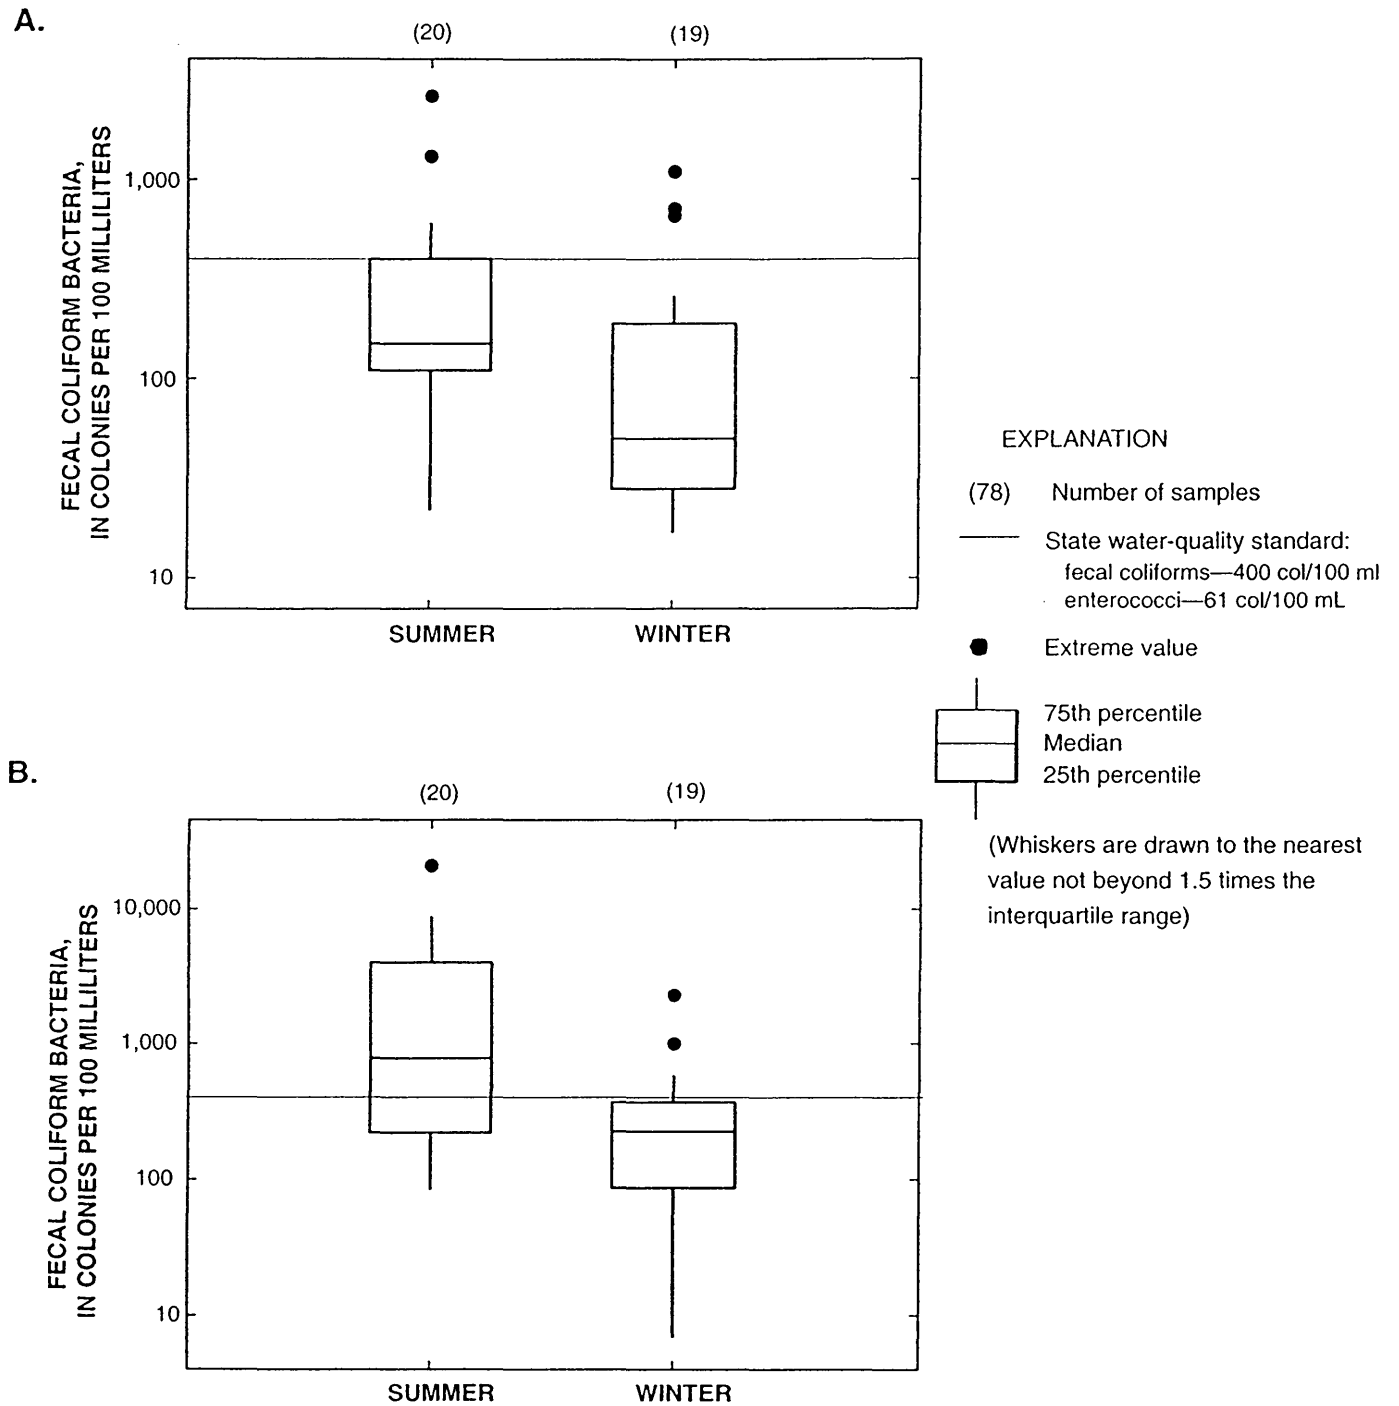 A.
(20) (19)
FECAL COLIFORM BACTERIA,
IN COLONIES PER 100 MILLILITERS
1,000
100
10
SUMMER WINTER
EXPLANATION
(78) Number of samples
State water-quality standard:
fecal coliforms—400 col/100 ml
enterococci—61 col/100 mL
Extreme value
75th percentile
Median
25th percentile
(Whiskers are drawn to the nearest
value not beyond 1.5 times the
interquartile range)
B.
(20) (19)
FECAL COLIFORM BACTERIA,
IN COLONIES PER 100 MILLILITERS
10,000
1,000
100
10
SUMMER WINTER